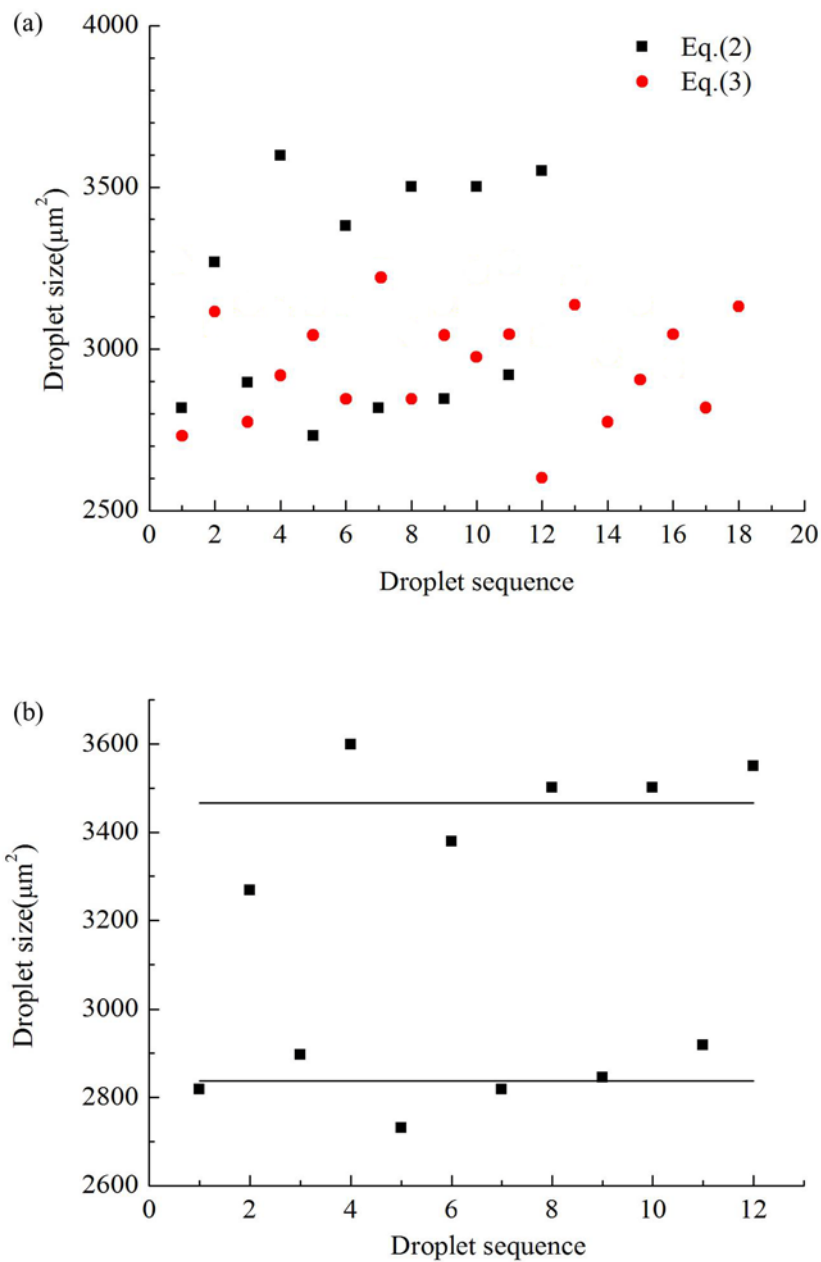 (a)
4000
3500
3000
2500
Droplet size(μm²)
Eq.(2)
Eq.(3)
0 2 4 6 8 10 12 14 16 18 20
Droplet sequence
(b)
3600
3400
3200
3000
2800
2600
Droplet size(μm²)
0 2 4 6 8 10 12
Droplet sequence